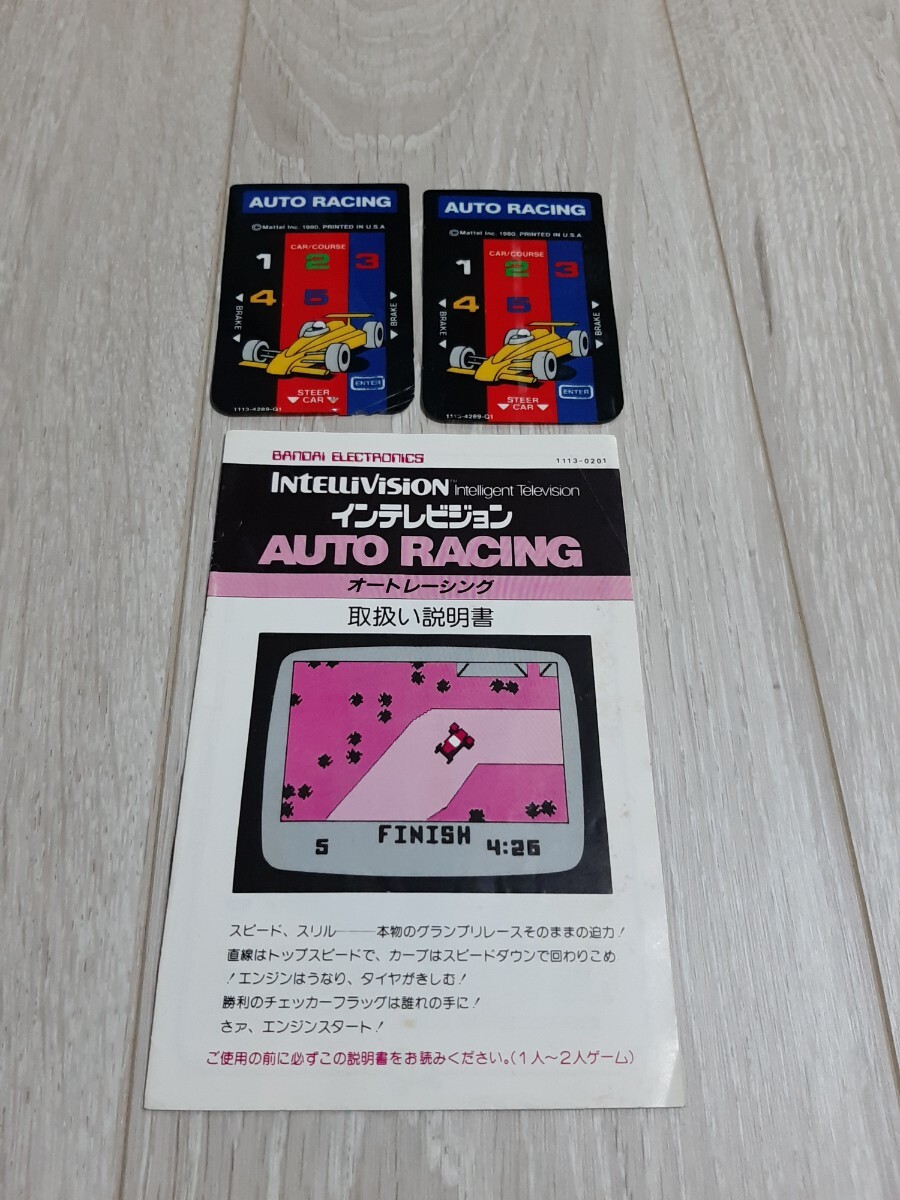 AUTO RACING
©Mattel Inc. 1980. PRINTED IN U.S.A
CAR/COURSE
1 2 3
4 5
BRAKE
BRAKE
ENTER
STEER
CAR
1113-4289-Q1
AUTO RACING
©Mattel Inc. 1980. PRINTED IN U.S.A
CAR/COURSE
1 2 3
4 5
BRAKE
BRAKE
ENTER
STEER
CAR
1113-4289-Q1
BANDAI ELECTRONICS
1113-0201
INTELLIVISION™ Intelligent Television
インテレビジョン
AUTO RACING
オートレーシング
取扱い説明書
FINISH
5 4:26
スピード、スリル──本物のグランプリレースそのままの迫力!
直線はトップスピードで、カーブはスピードダウンで回わりこめ
!エンジンはうなり、タイヤがきしむ!
勝利のチェッカーフラッグは誰れの手に!
さァ、エンジンスタート!
ご使用の前に必ずこの説明書をお読みください。(1人〜2人ゲーム)